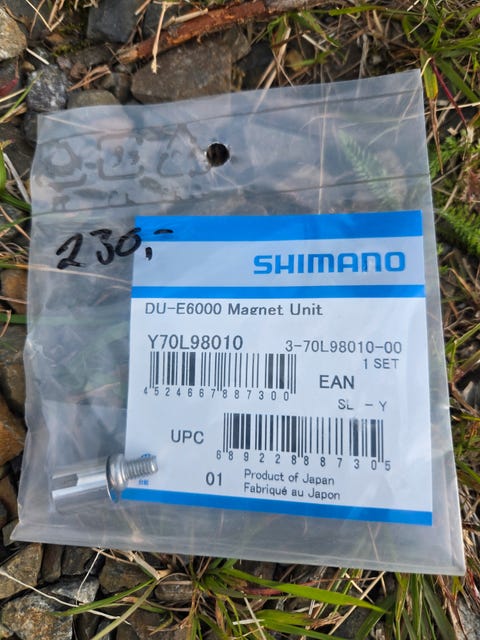 230,-
SHIMANO
DU-E6000 Magnet Unit
Y70L98010 3-70L98010-00
1 SET
4524667887300
EAN
SL - Y
UPC
689228887305
01 Product of Japan
Fabriqué au Japon